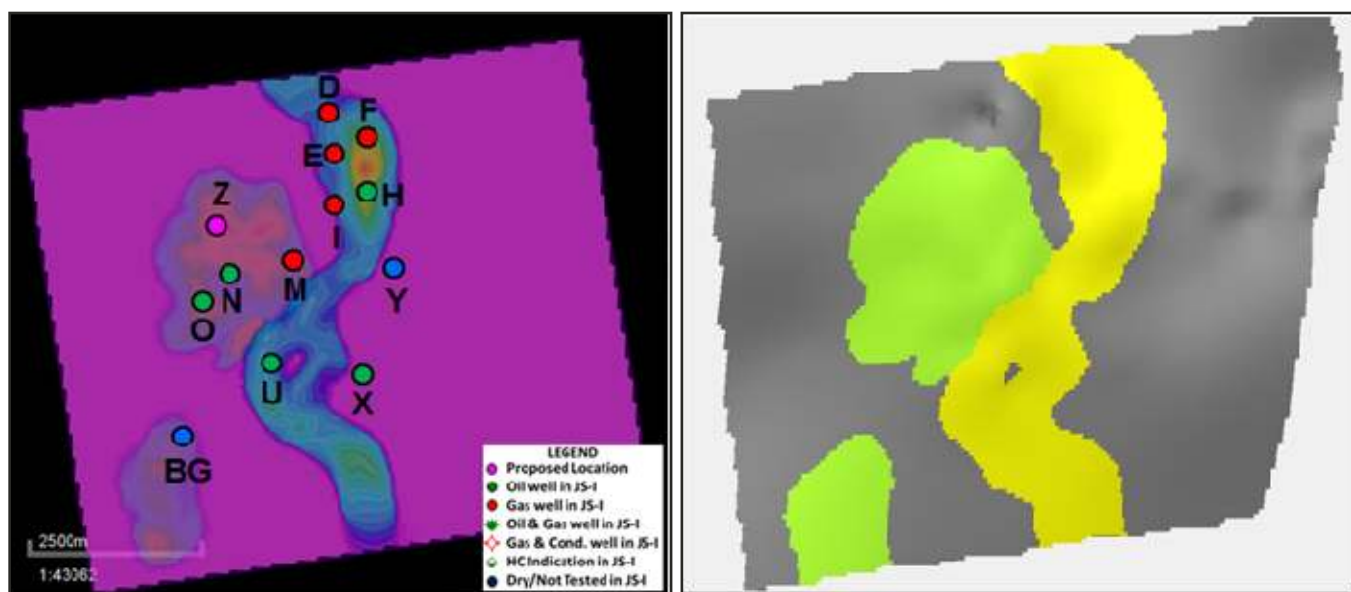 D
F
E
H
Z
I
M
N
Y
O
U
X
BG
LEGEND
Proposed Location
Oil well in JS-I
Gas well in JS-I
Oil & Gas well in JS-I
Gas & Cond. well in JS-I
HC Indication in JS-I
Dry/Not Tested in JS-I
2500m
1:43062